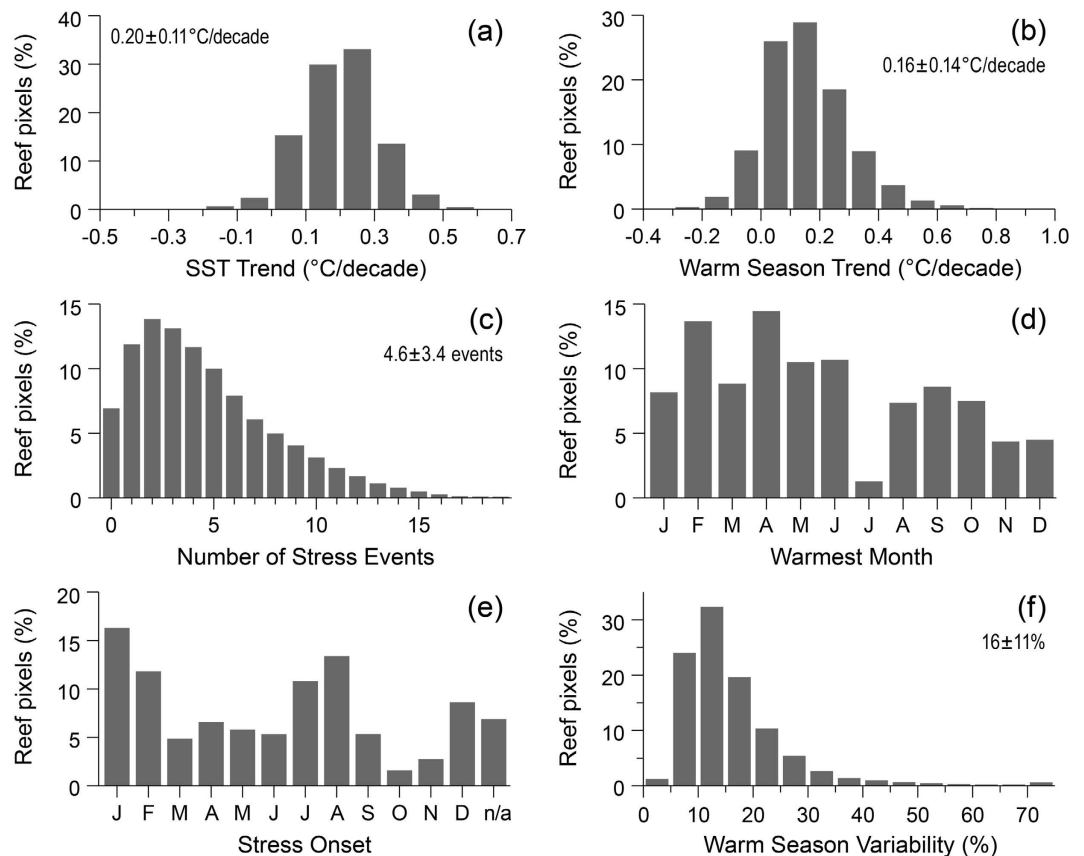 (a)
0.20±0.11°C/decade
Reef pixels (%)
40
30
20
10
0
-0.5 -0.3 -0.1 0.1 0.3 0.5 0.7
SST Trend (°C/decade)
(b)
0.16±0.14°C/decade
Reef pixels (%)
30
20
10
0
-0.4 -0.2 0.0 0.2 0.4 0.6 0.8 1.0
Warm Season Trend (°C/decade)
(c)
4.6±3.4 events
Reef pixels (%)
15
10
5
0
0 5 10 15
Number of Stress Events
(d)
Reef pixels (%)
15
10
5
0
J F M A M J J A S O N D
Warmest Month
(e)
Reef pixels (%)
20
15
10
5
0
J F M A M J J A S O N D n/a
Stress Onset
(f)
16±11%
Reef pixels (%)
30
20
10
0
0 10 20 30 40 50 60 70
Warm Season Variability (%)